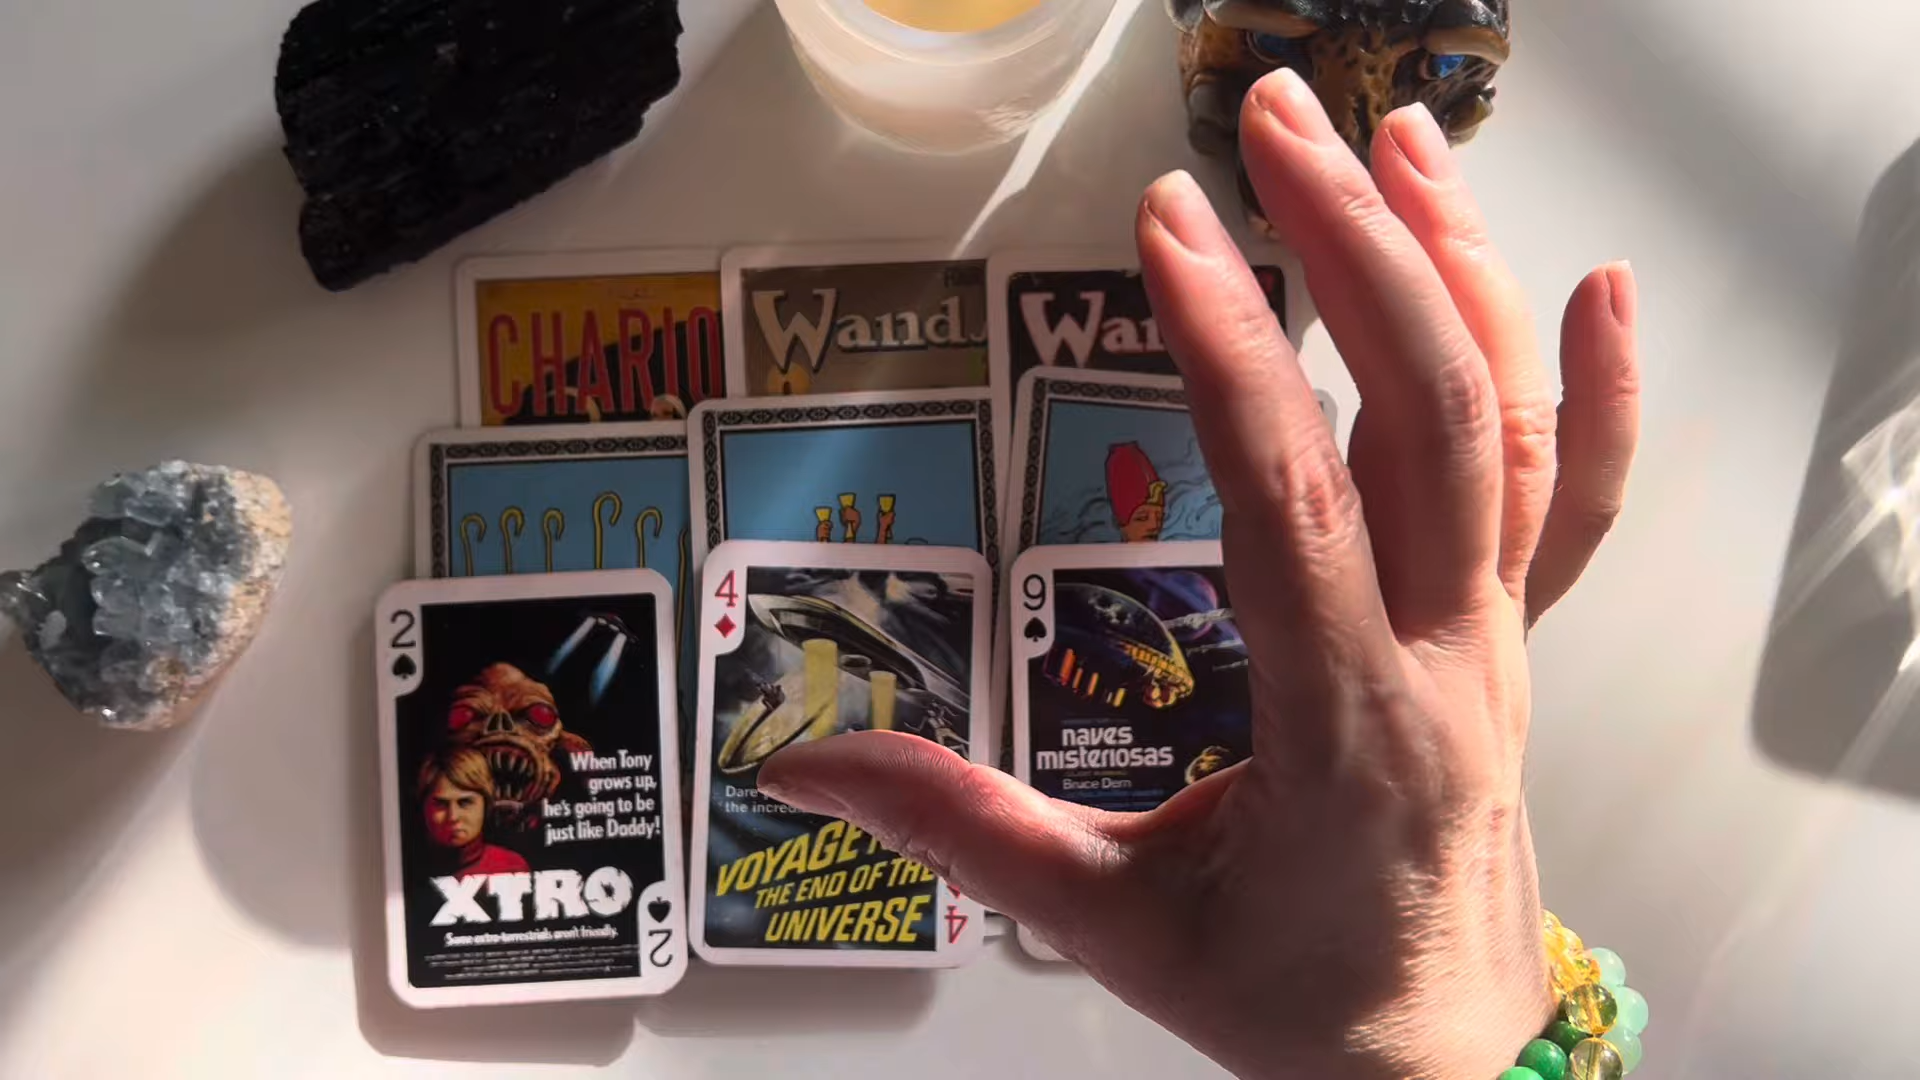 CHARIO
Wand
Wan
2
When Tony
grows up,
he's going to be
just like Daddy!
XTRO
Some extra-terrestrials aren't friendly.
2
4
Dare
the incred
VOYAGE
THE END OF THE
UNIVERSE
4
9
naves
misteriosas
Bruce Dern